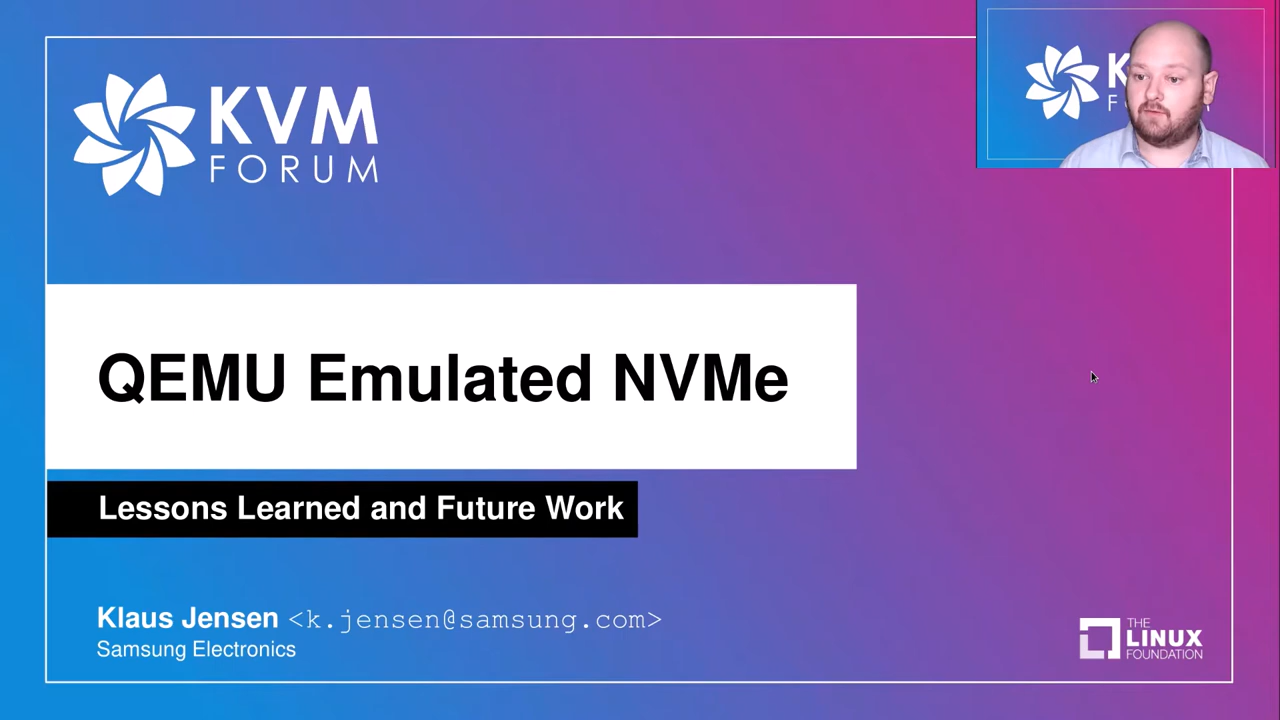 KVM
FORUM
K
F
M
QEMU Emulated NVMe
Lessons Learned and Future Work
Klaus Jensen <k.jensen@samsung.com>
Samsung Electronics
THE
LINUX
FOUNDATION